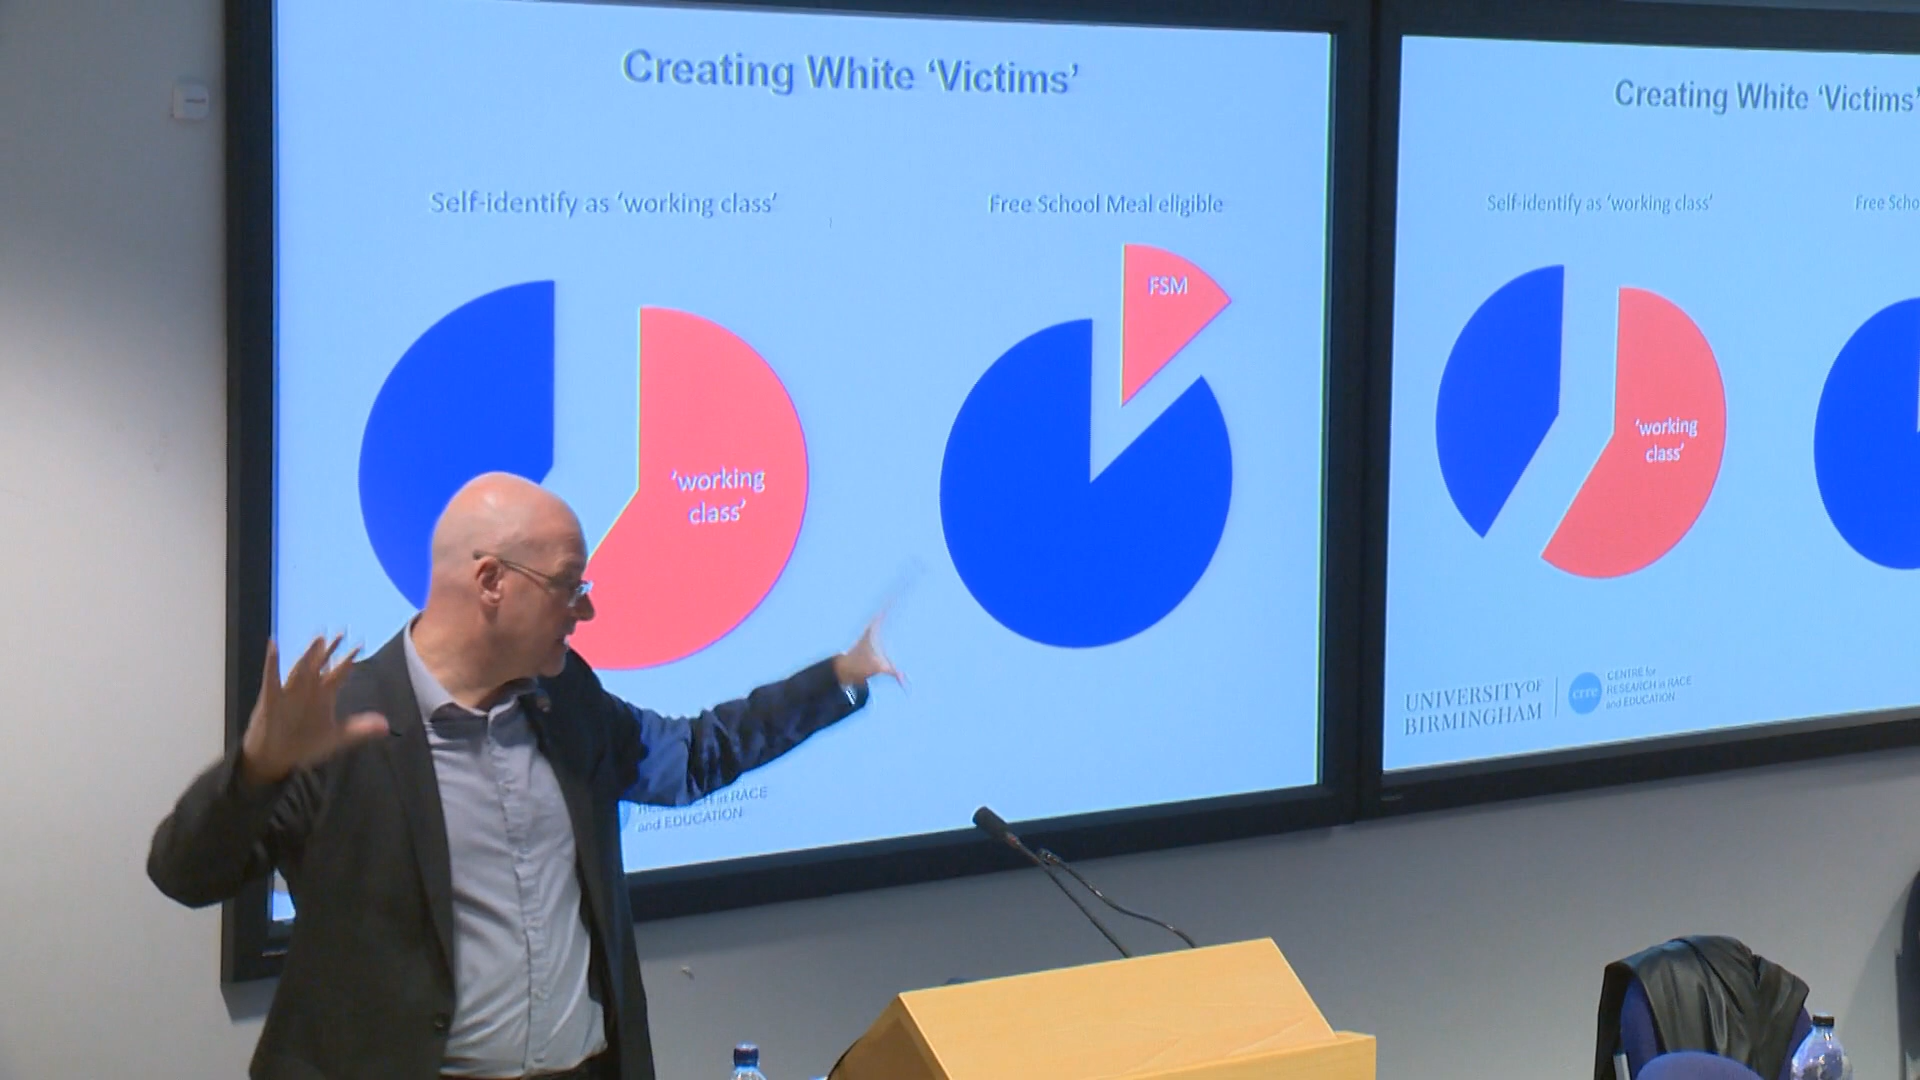 Creating White ‘Victims’
Self-identify as ‘working class’
Free School Meal eligible
FSM
‘working
class’
in RACE
and EDUCATION
Creating White ‘Victims’
Self-identify as ‘working class’
Free
‘working
class’
UNIVERSITY OF
BIRMINGHAM
crre
CENTRE for
RESEARCH in RACE
and EDUCATION